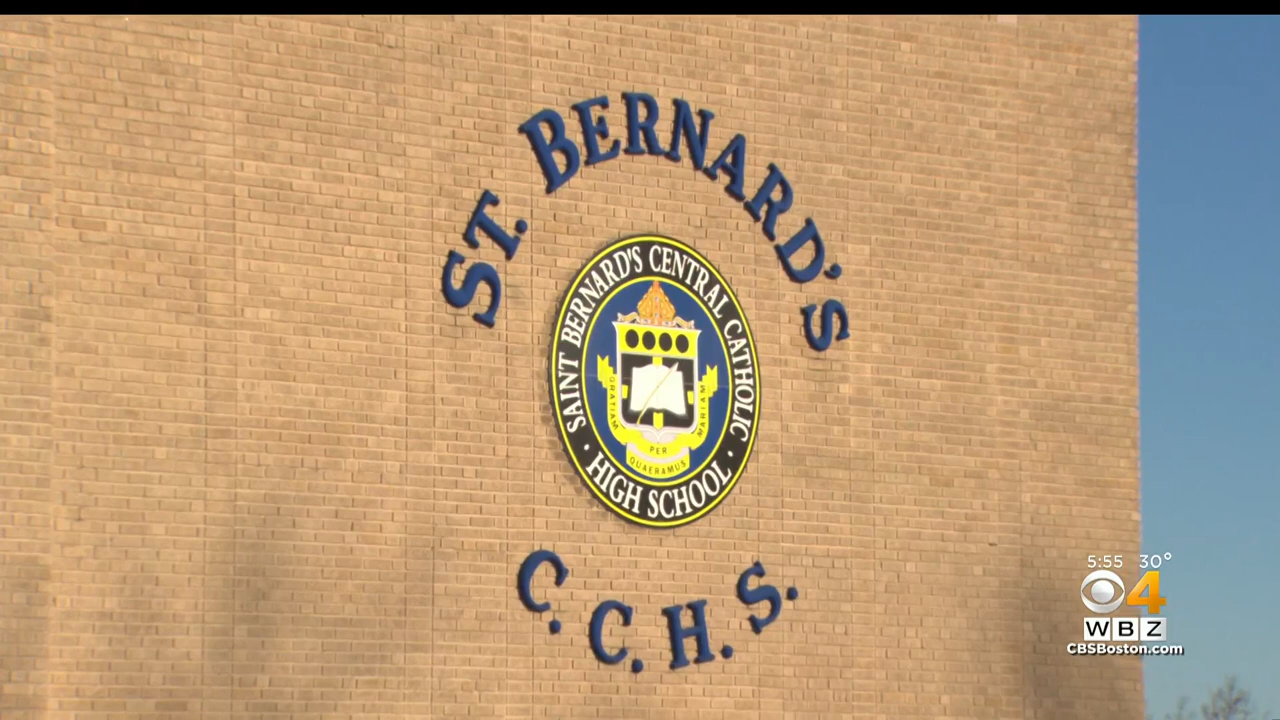 ST. BERNARD'S
SAINT BERNARD'S CENTRAL CATHOLIC
· HIGH SCHOOL ·
GRATIAM
PER
MARIAM
QUAERAMUS
C. C. H. S.
5:55 30°
4
WBZ
CBSBoston.com